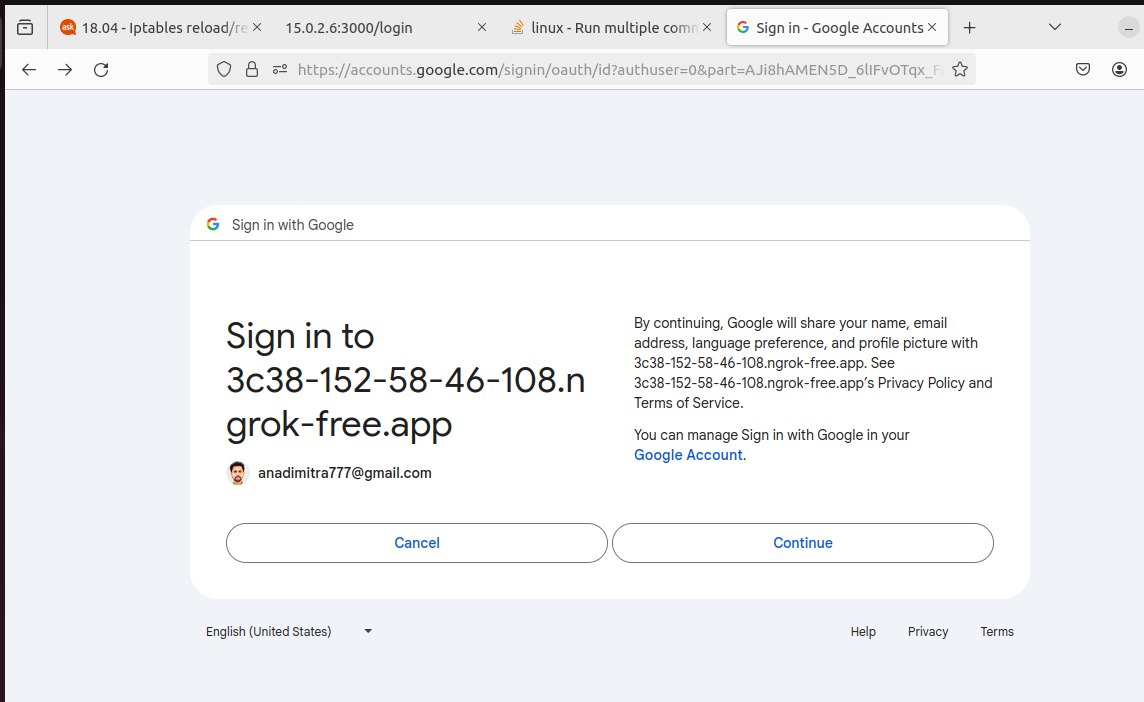 ask 18.04 - Iptables reload/re
15.0.2.6:3000/login
linux - Run multiple comm
Sign in - Google Accounts
https://accounts.google.com/signin/oauth/id?authuser=0&part=AJi8hAMEN5D_6lIFvOTqx_F
Sign in with Google
Sign in to
3c38-152-58-46-108.n
grok-free.app
anadimitra777@gmail.com
By continuing, Google will share your name, email
address, language preference, and profile picture with
3c38-152-58-46-108.ngrok-free.app. See
3c38-152-58-46-108.ngrok-free.app’s Privacy Policy and
Terms of Service.
You can manage Sign in with Google in your
Google Account.
Cancel
Continue
English (United States)
Help
Privacy
Terms